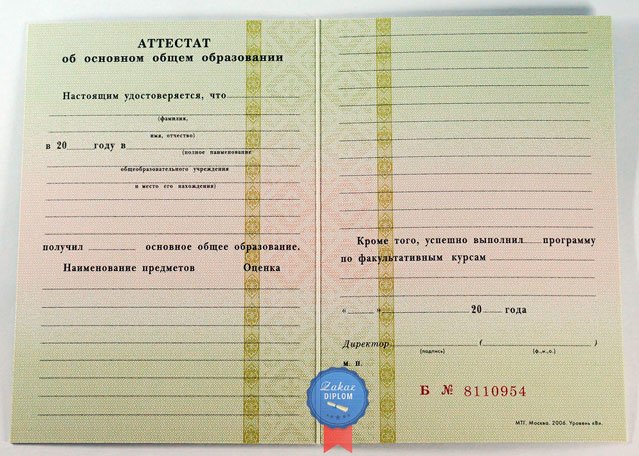 АТТЕСТАТ
об основном общем образовании
Настоящим удостоверяется, что
(фамилия,
имя, отчество)
в 20 году в
(полное наименование
общеобразовательного учреждения
и место его нахождения)
получил основное общее образование.
Наименование предметов Оценка
Кроме того, успешно выполнил программу
по факультативным курсам
« » 20 года
Директор ( )
(подпись) (ф.,и.,о.)
м. п.
Zakaz
DIPLOM
Б № 8110954
МТГ. Москва. 2006. Уровень «В».